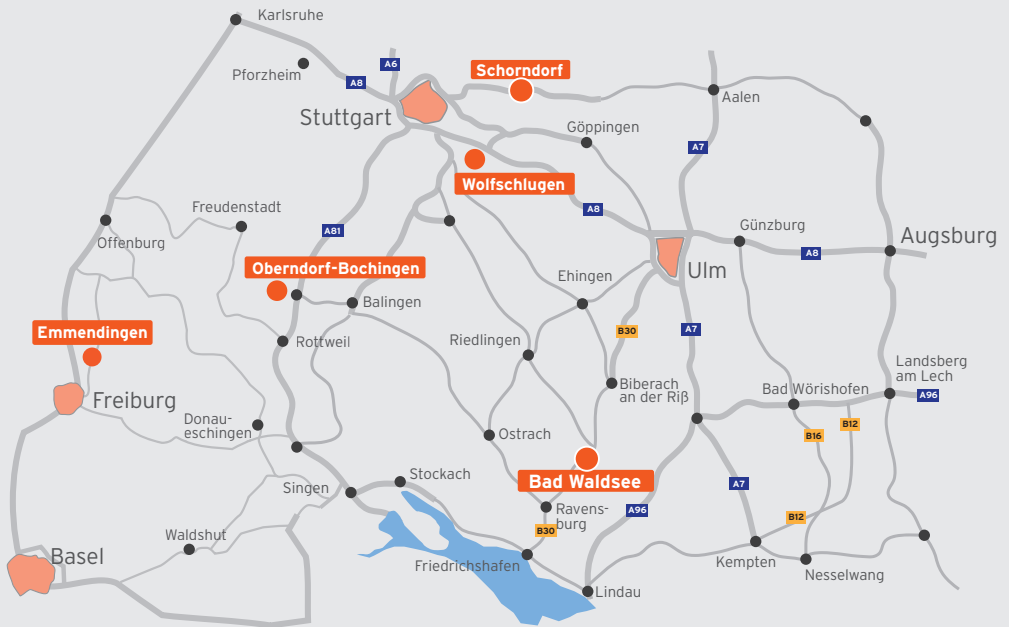 Karlsruhe
A6
Pforzheim
A8
Schorndorf
Stuttgart
Aalen
Göppingen
A7
Wolfschlugen
Freudenstadt
A8
A81
Offenburg
Günzburg
Augsburg
A8
Oberndorf-Bochingen
Ehingen
Ulm
Balingen
Emmendingen
B30
A7
Rottweil
Riedlingen
Landsberg
am Lech
Biberach
an der Riß
Bad Wörishofen
A96
Freiburg
Donau-
eschingen
B12
B16
Ostrach
Stockach
Bad Waldsee
Singen
A7
Ravens-
burg
A96
B12
B30
Waldshut
Basel
Friedrichshafen
Kempten
Nesselwang
Lindau